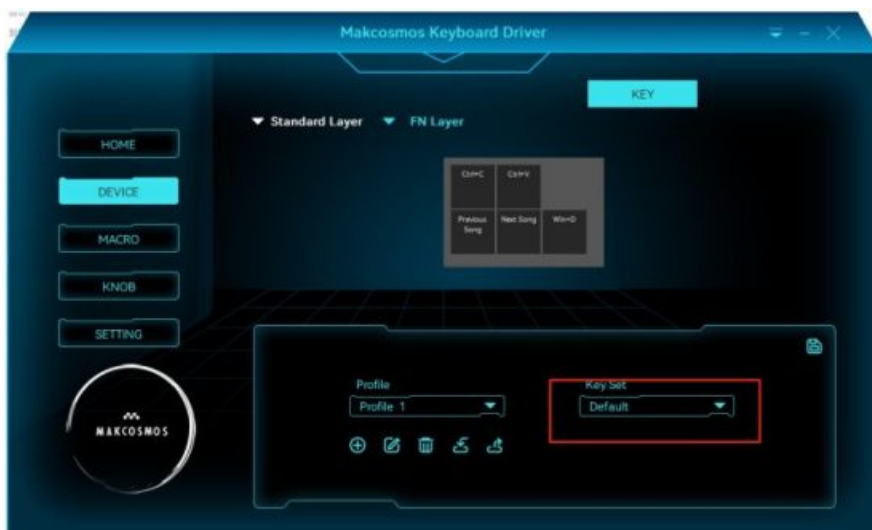 Makcosmos Keyboard Driver
KEY
Standard Layer
FN Layer
HOME
DEVICE
MACRO
KNOB
SETTING
Ctrl+C
Ctrl+V
Previous
Song
Next Song
Win+D
Profile
Key Set
Profile 1
Default
MAKCOSMOS